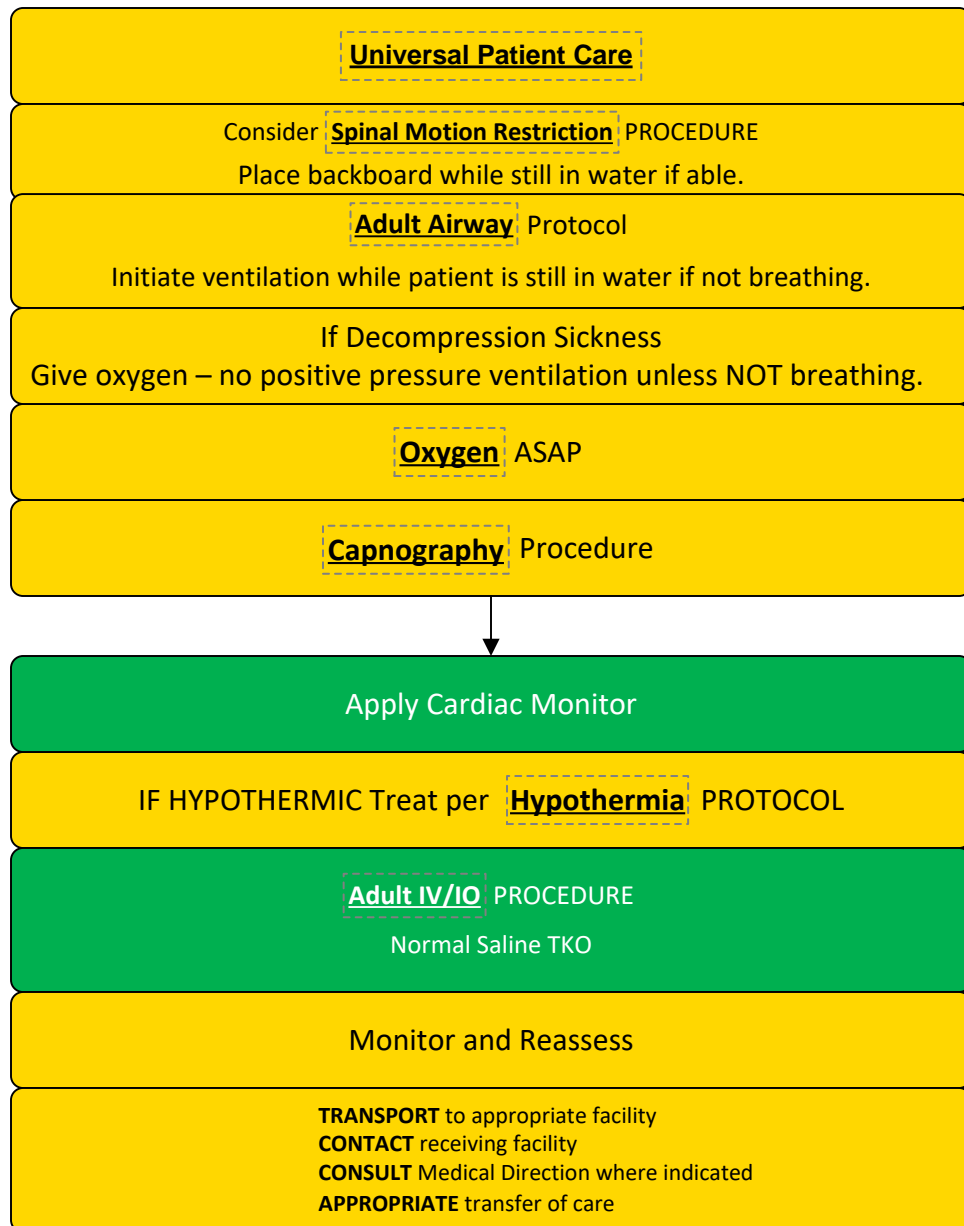 Universal Patient Care
Consider Spinal Motion Restriction PROCEDURE
Place backboard while still in water if able.
Adult Airway Protocol
Initiate ventilation while patient is still in water if not breathing.
If Decompression Sickness
Give oxygen – no positive pressure ventilation unless NOT breathing.
Oxygen ASAP
Capnography Procedure
Apply Cardiac Monitor
IF HYPOTHERMIC Treat per Hypothermia PROTOCOL
Adult IV/IO PROCEDURE
Normal Saline TKO
Monitor and Reassess
TRANSPORT to appropriate facility
CONTACT receiving facility
CONSULT Medical Direction where indicated
APPROPRIATE transfer of care